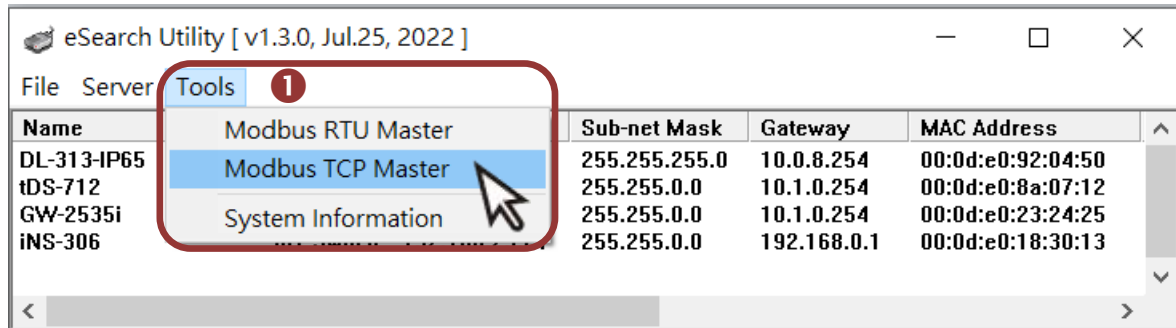 eSearch Utility [ v1.3.0, Jul.25, 2022 ]
File Server Tools 1
Name Sub-net Mask Gateway MAC Address
Modbus RTU Master
DL-313-IP65 255.255.255.0 10.0.8.254 00:0d:e0:92:04:50
Modbus TCP Master
tDS-712 255.255.0.0 10.1.0.254 00:0d:e0:8a:07:12
GW-2535i 255.255.0.0 10.1.0.254 00:0d:e0:23:24:25
System Information
iNS-306 255.255.0.0 192.168.0.1 00:0d:e0:18:30:13